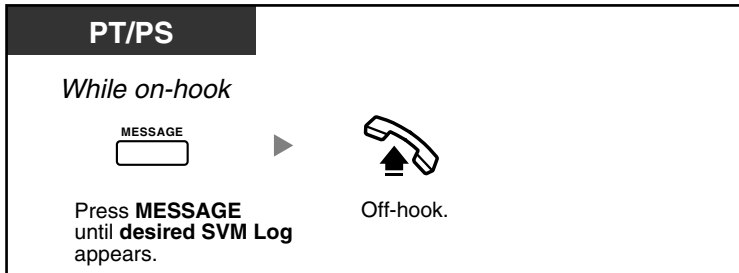 PT/PS
While on-hook
MESSAGE
Press MESSAGE
until desired SVM Log
appears.
Off-hook.